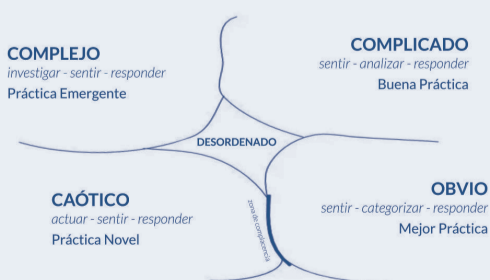 COMPLEJO
investigar - sentir - responder
Práctica Emergente
COMPLICADO
sentir - analizar - responder
Buena Práctica
DESORDENADO
CAÓTICO
actuar - sentir - responder
Práctica Novel
zona de complacencia
OBVIO
sentir - categorizar - responder
Mejor Práctica